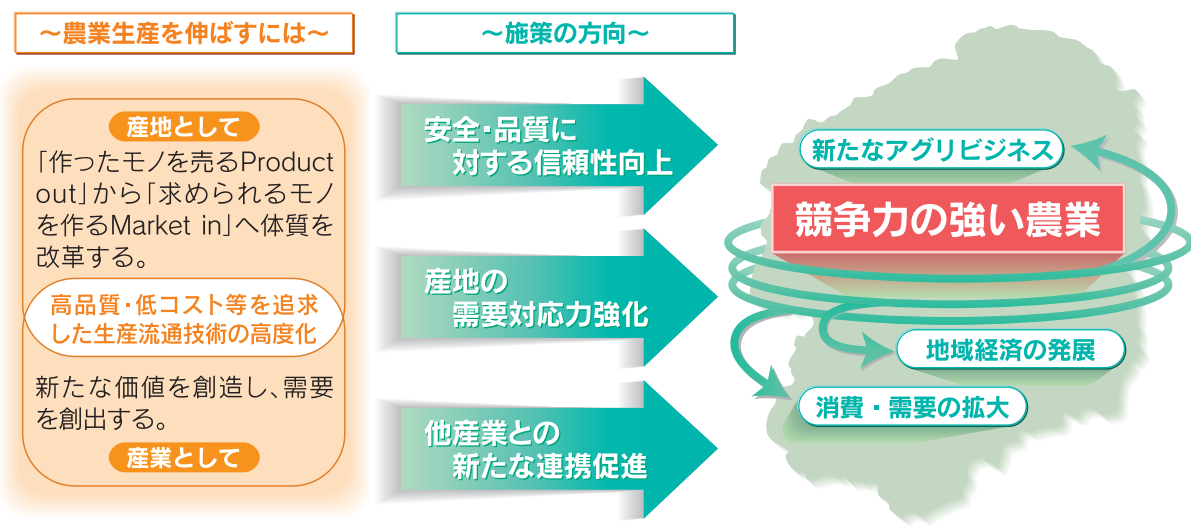 ～農業生産を伸ばすには～
産地として
「作ったモノを売るProduct
out」から「求められるモノ
を作るMarket in」へ体質を
改革する。
高品質・低コスト等を追求
した生産流通技術の高度化
新たな価値を創造し、需要
を創出する。
産業として
～施策の方向～
安全・品質に
対する信頼性向上
産地の
需要対応力強化
他産業との
新たな連携促進
新たなアグリビジネス
競争力の強い農業
地域経済の発展
消費・需要の拡大